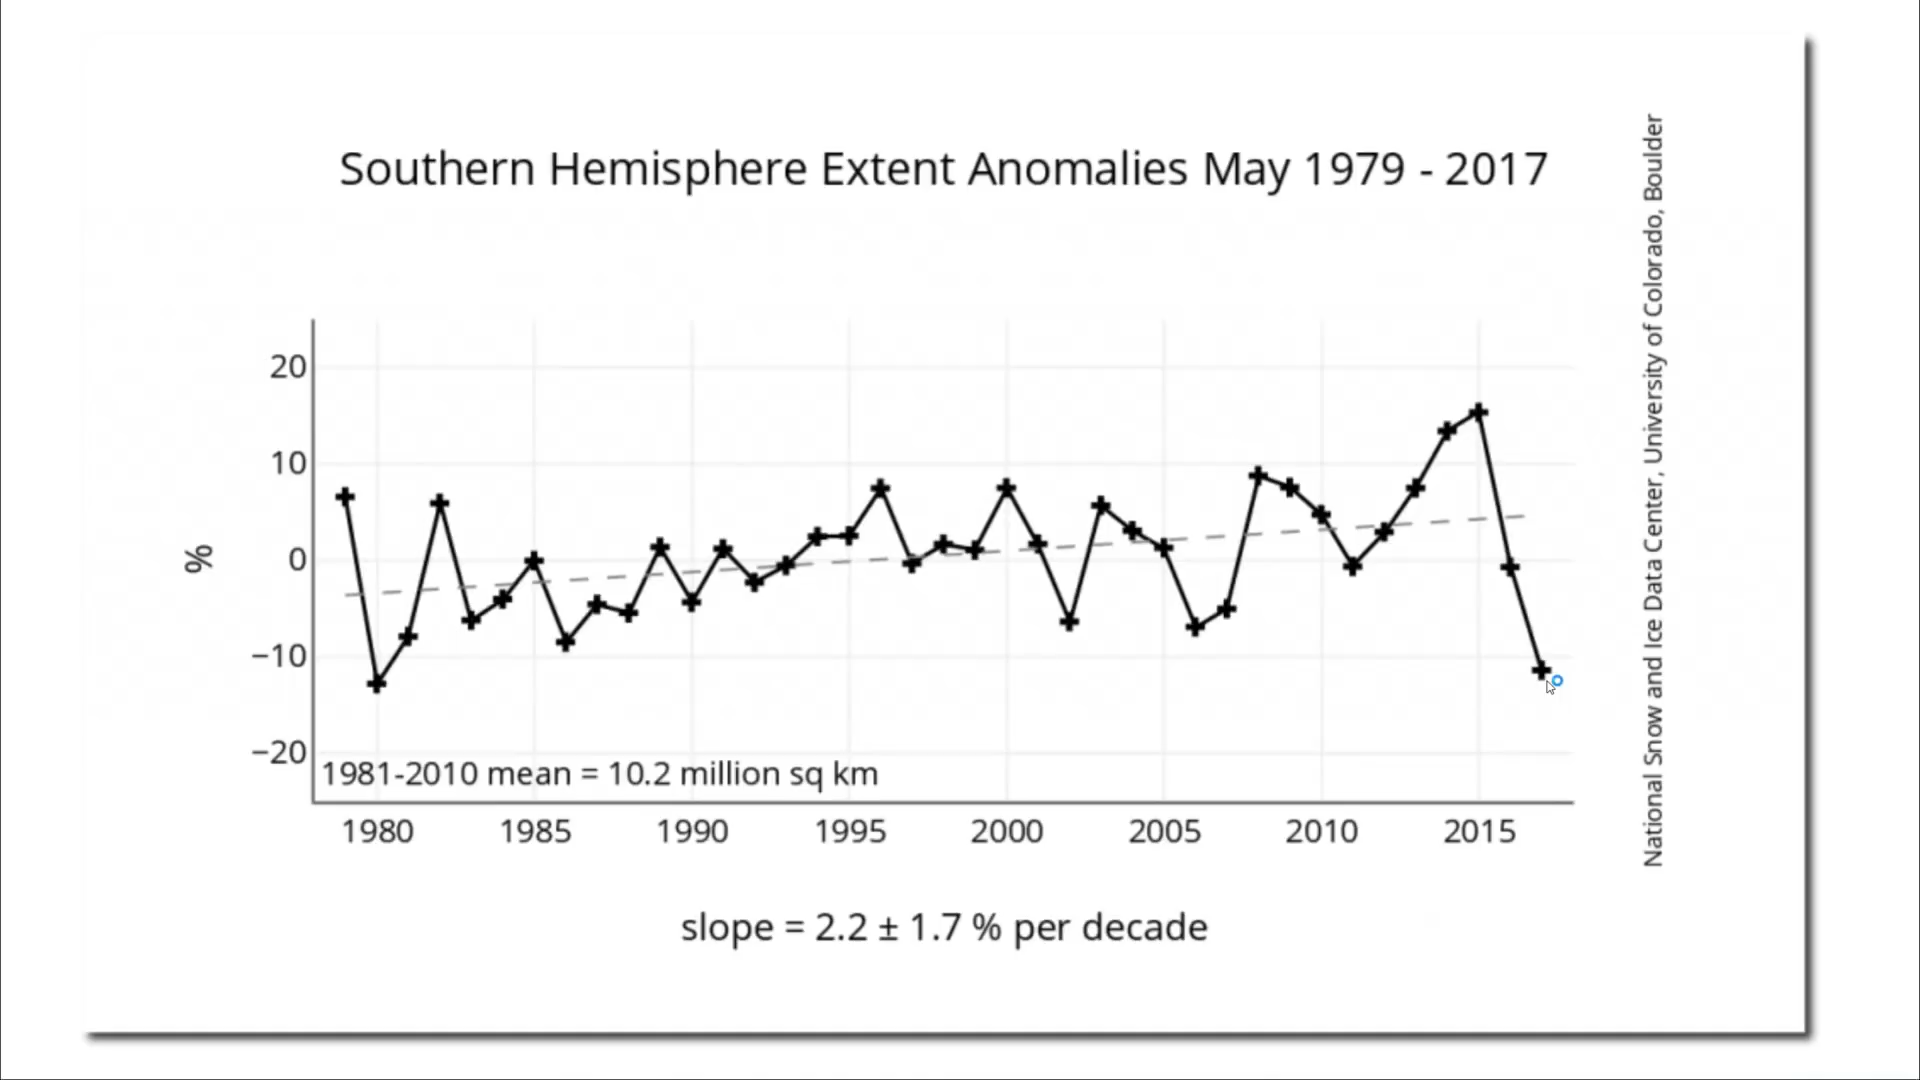 Southern Hemisphere Extent Anomalies May 1979 - 2017
20
10
0
−10
−20
%
1981-2010 mean = 10.2 million sq km
1980 1985 1990 1995 2000 2005 2010 2015
slope = 2.2 ± 1.7 % per decade
National Snow and Ice Data Center, University of Colorado, Boulder